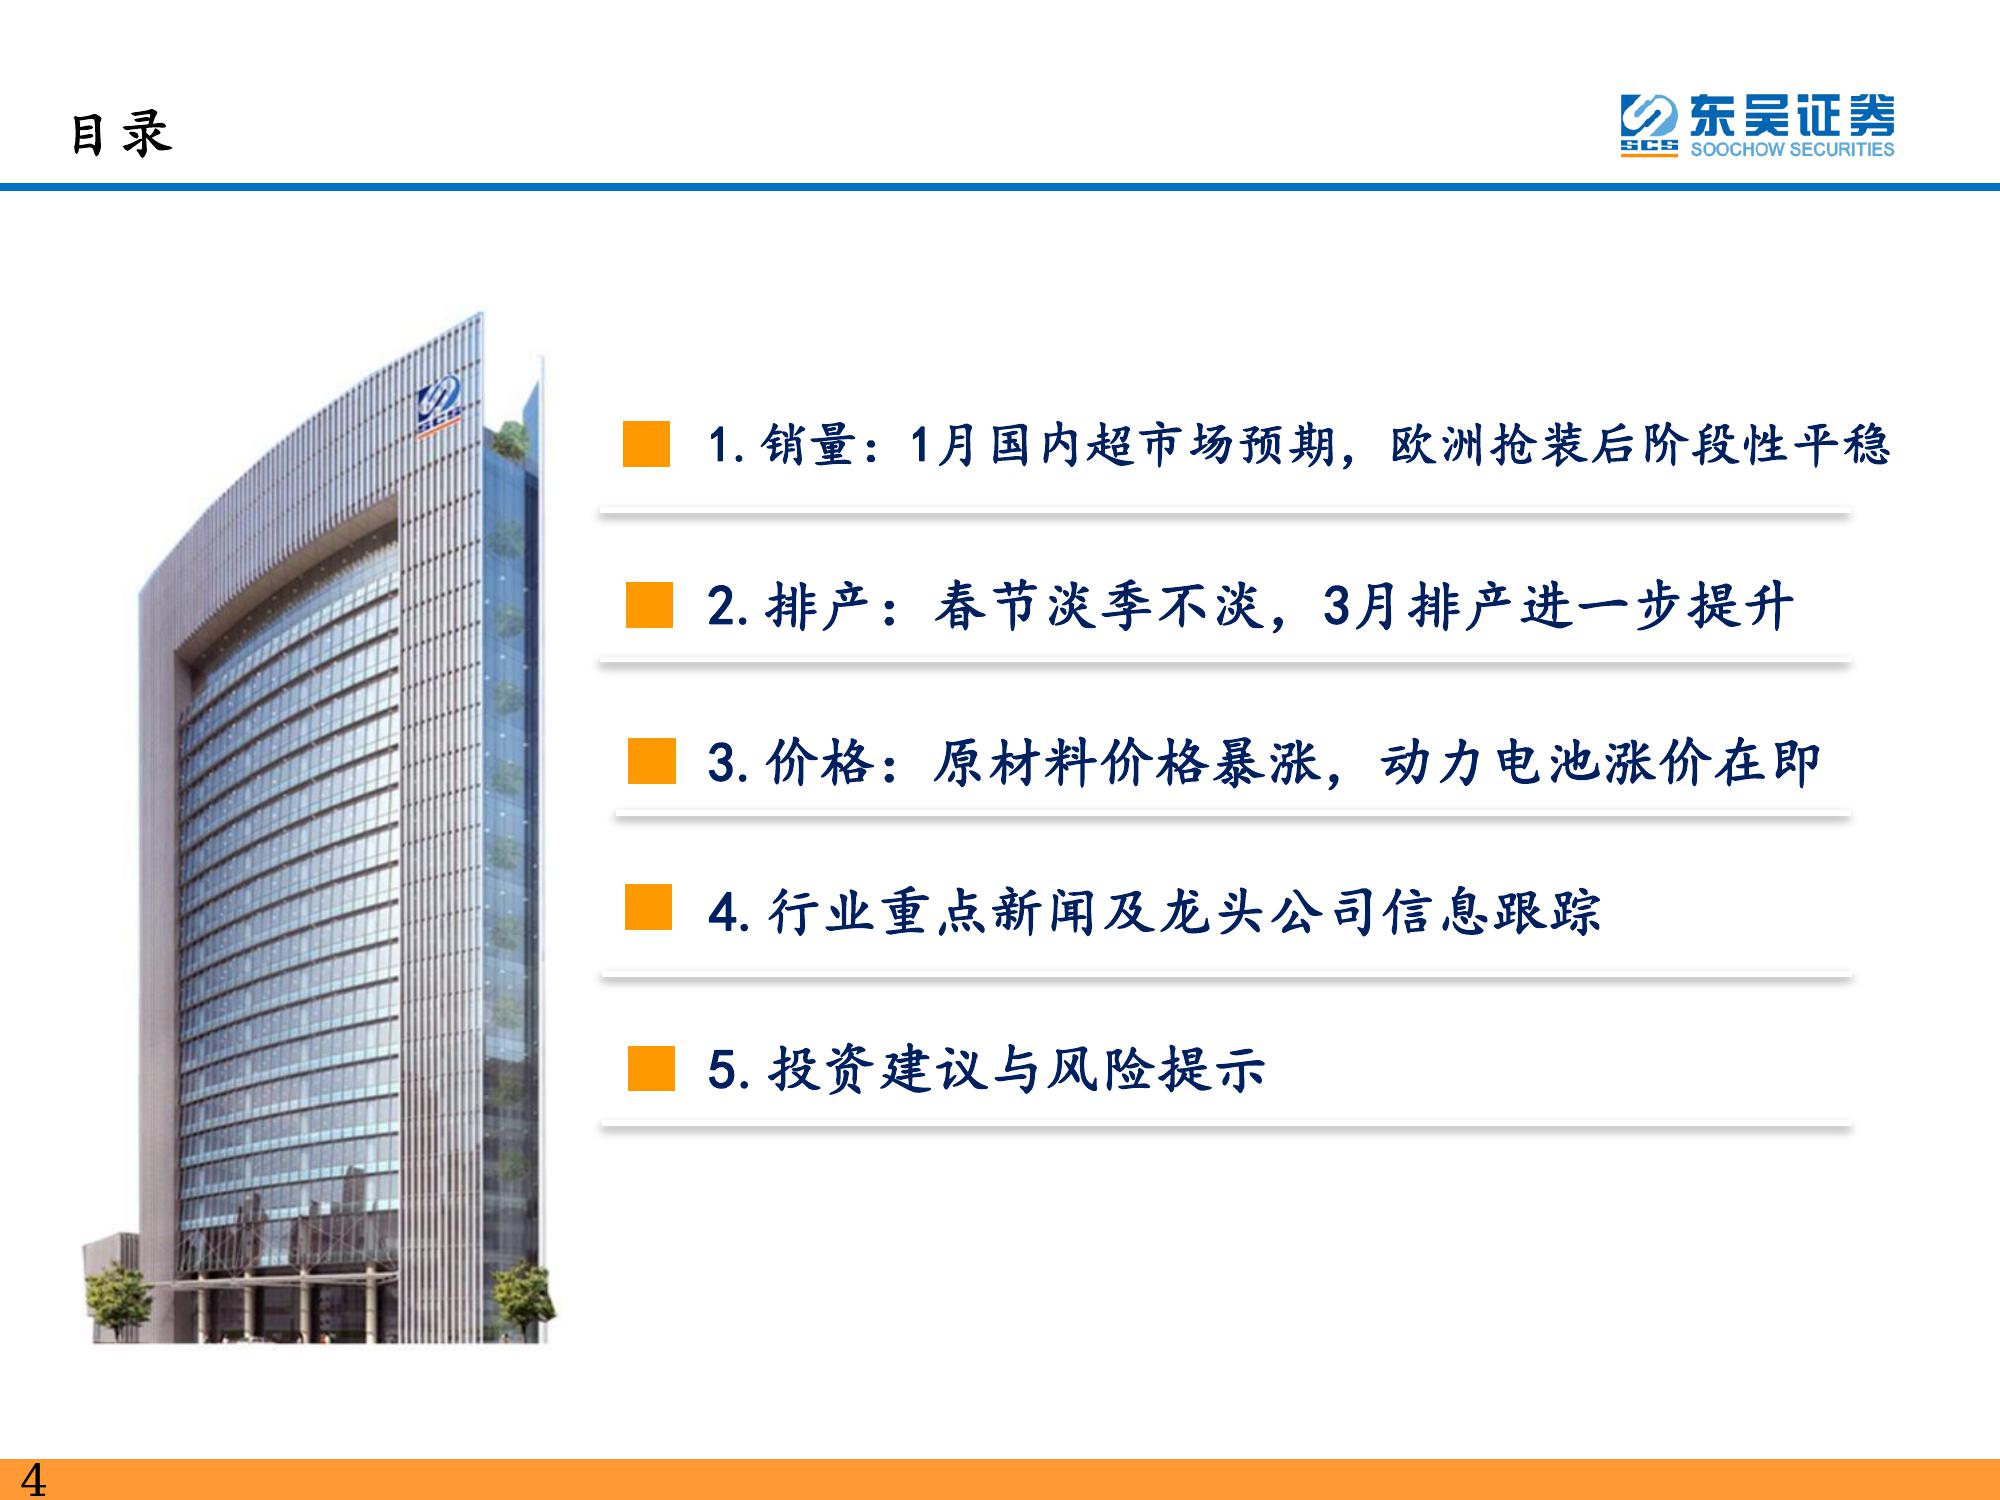 目录
SCS
东吴证券
SOOCHOW SECURITIES
SCS
1. 销量：1月国内超市场预期，欧洲抢装后阶段性平稳
2. 排产：春节淡季不淡，3月排产进一步提升
3. 价格：原材料价格暴涨，动力电池涨价在即
4. 行业重点新闻及龙头公司信息跟踪
5. 投资建议与风险提示
4